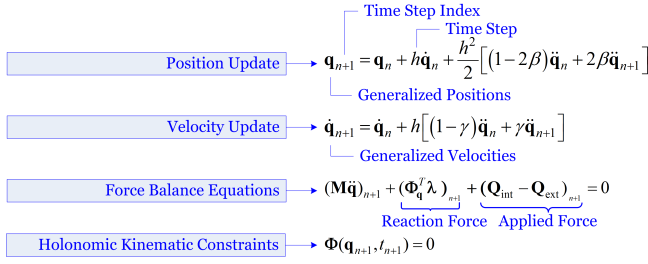 Time Step Index
Time Step
Position Update q_{n+1} = q_n + hq̇_n + h²/2 [(1−2β)q̈_n + 2βq̈_{n+1}]
Generalized Positions
Velocity Update q̇_{n+1} = q̇_n + h[(1−γ)q̈_n + γq̈_{n+1}]
Generalized Velocities
Force Balance Equations (Mq̈)_{n+1} + (Φ_q^T λ)_{n+1} + (Q_int − Q_ext)_{n+1} = 0
Reaction Force Applied Force
Holonomic Kinematic Constraints Φ(q_{n+1}, t_{n+1}) = 0